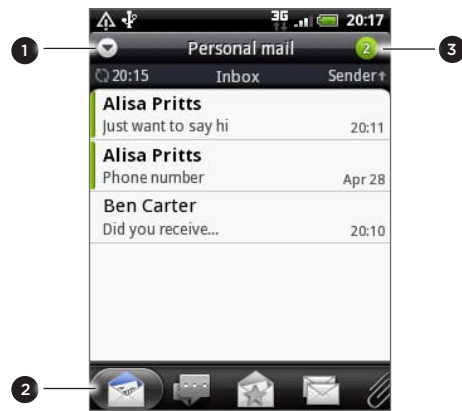 3G 20:17
1 Personal mail 2 3
20:15 Inbox Sender↑
Alisa Pritts
Just want to say hi 20:11
Alisa Pritts
Phone number Apr 28
Ben Carter
Did you receive... 20:10
2